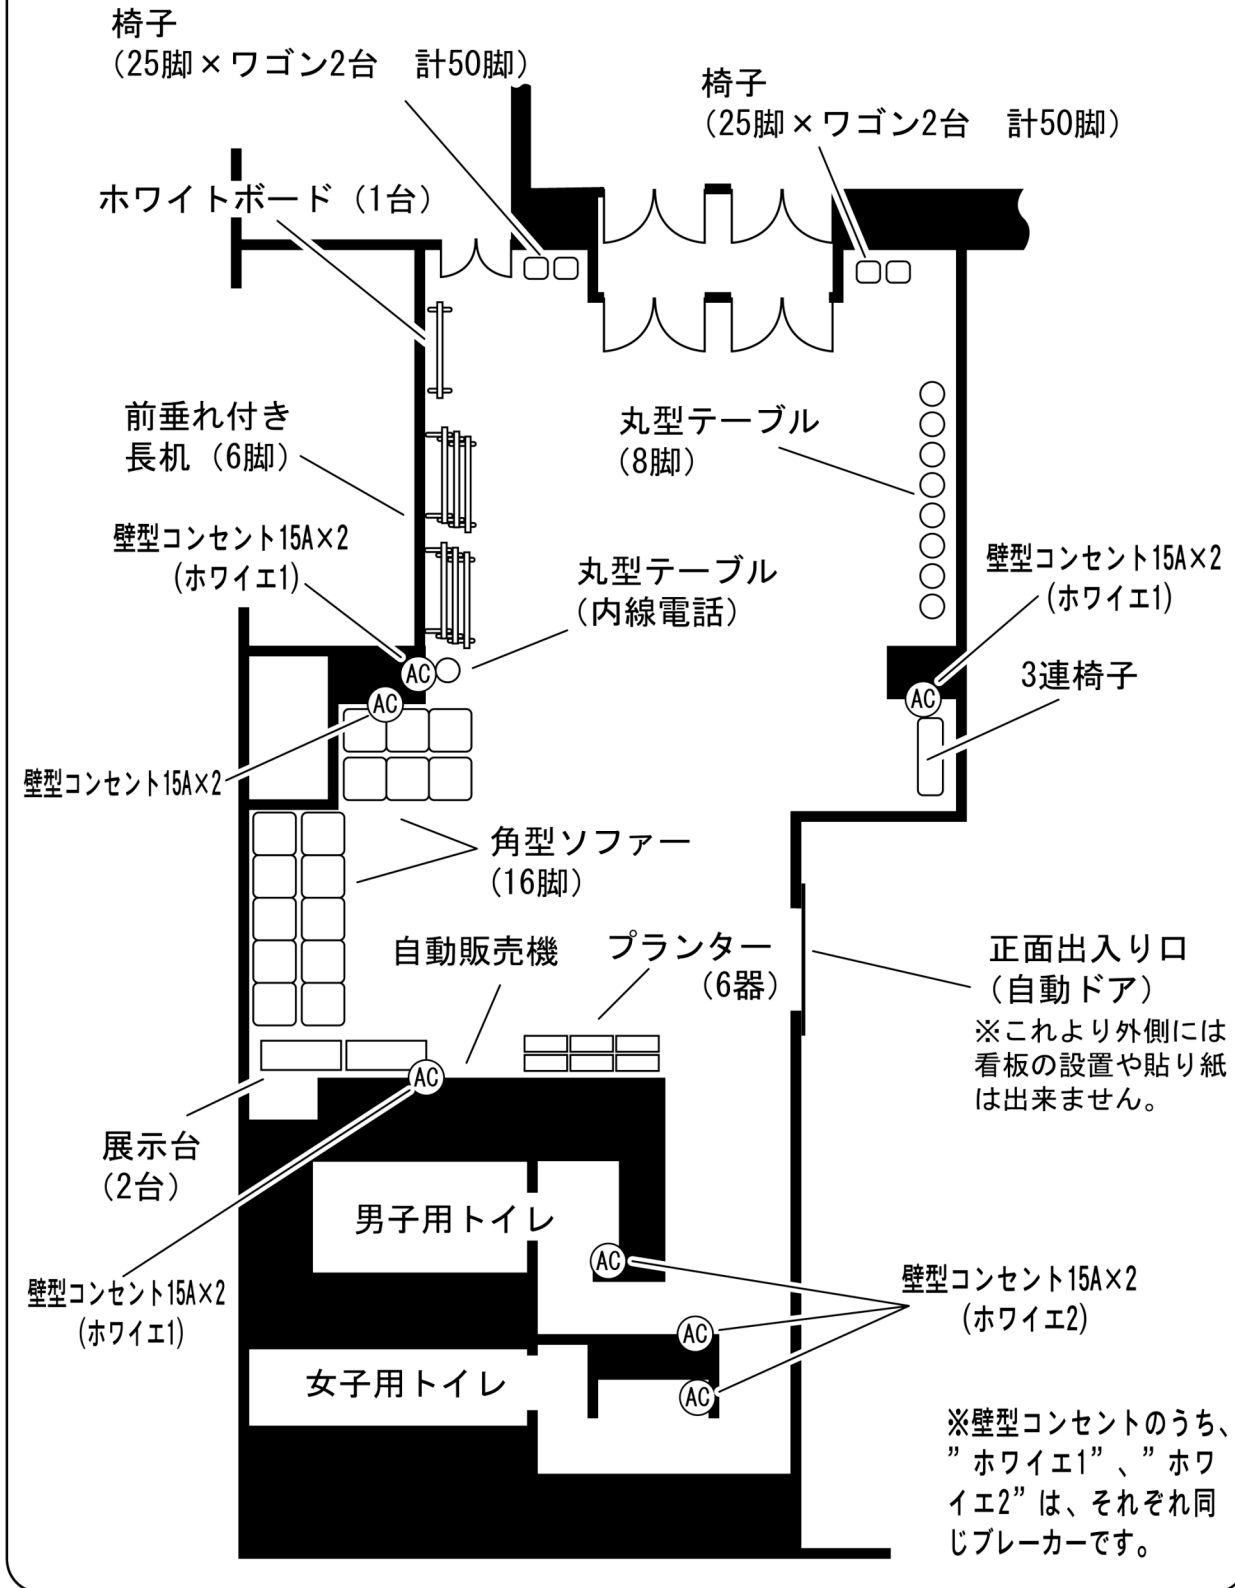 椅子
（25脚×ワゴン2台　計50脚）
椅子
（25脚×ワゴン2台　計50脚）
ホワイトボード（1台）
前垂れ付き
長机（6脚）
丸型テーブル
（8脚）
壁型コンセント15A×2
（ホワイエ1）
丸型テーブル
（内線電話）
壁型コンセント15A×2
（ホワイエ1）
AC
AC
3連椅子
AC
壁型コンセント15A×2
角型ソファー
（16脚）
自動販売機
プランター
（6器）
正面出入り口
（自動ドア）
※これより外側には
看板の設置や貼り紙
は出来ません。
AC
展示台
（2台）
男子用トイレ
AC
壁型コンセント15A×2
（ホワイエ1）
壁型コンセント15A×2
（ホワイエ2）
AC
女子用トイレ
AC
※壁型コンセントのうち、
”ホワイエ1”、”ホワ
イエ2”は、それぞれ同
じブレーカーです。